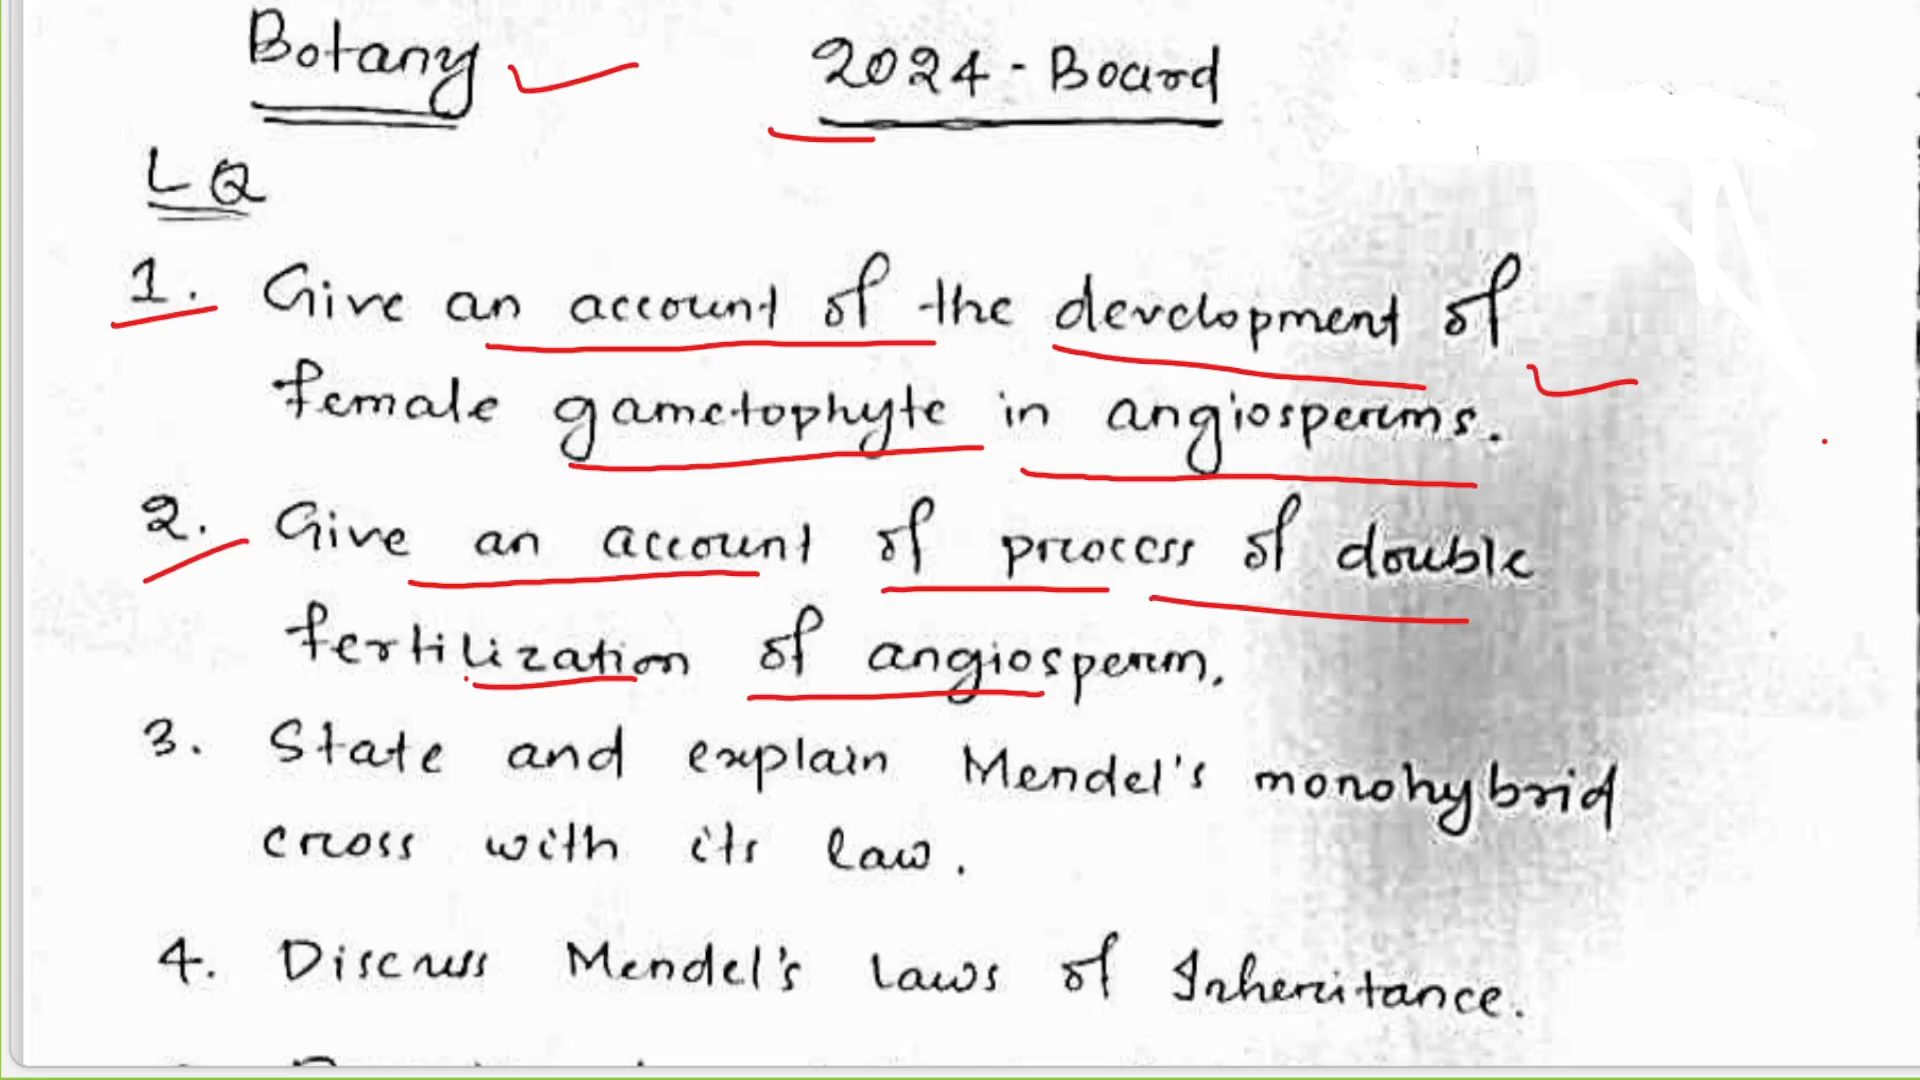 Botany 2024 - Board
LQ
1. Give an account of the development of
female gametophyte in angiosperms.
2. Give an account of process of double
fertilization of angiosperm.
3. State and explain Mendel's monohybrid
cross with its law.
4. Discuss Mendel's laws of Inheritance.